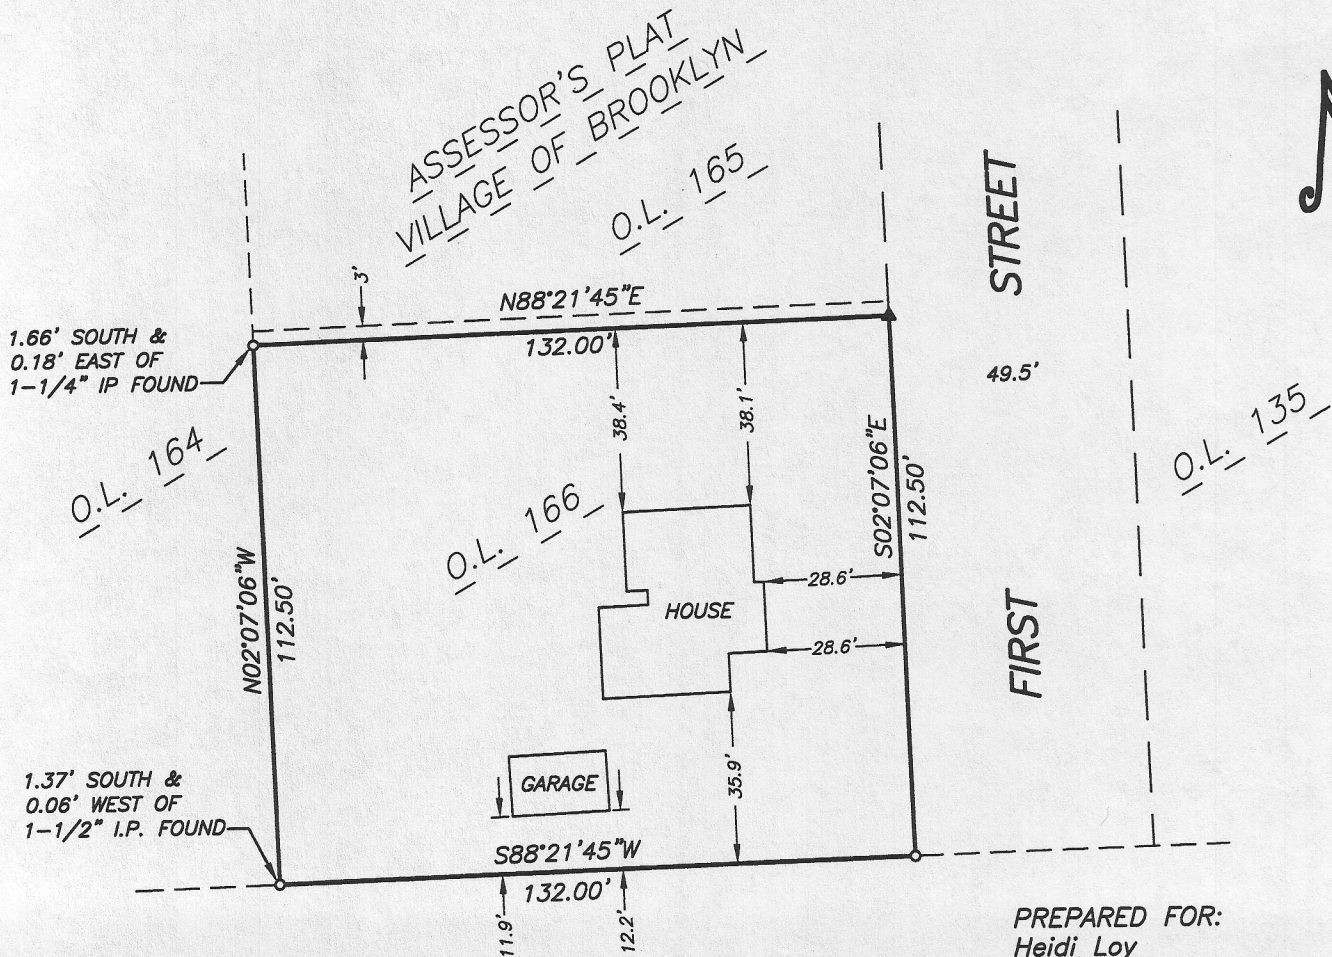 ASSESSOR'S PLAT
VILLAGE OF BROOKLYN
O.L. 165
N
STREET
3'
N88°21'45"E
132.00'
1.66' SOUTH &
0.18' EAST OF
1-1/4" IP FOUND
49.5'
38.4'
38.1'
O.L. 164
O.L. 166
S02°07'06"E
112.50'
O.L. 135
N02°07'06"W
112.50'
28.6'
HOUSE
28.6'
FIRST
1.37' SOUTH &
0.06' WEST OF
1-1/2" I.P. FOUND
GARAGE
35.9'
S88°21'45"W
132.00'
11.9'
12.2'
PREPARED FOR:
Heidi Loy